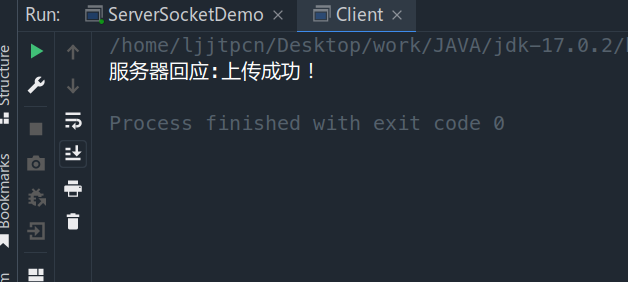 Run: ServerSocketDemo × Client ×
/home/ljjtpcn/Desktop/work/JAVA/jdk-17.0.2/
服务器回应:上传成功！
Process finished with exit code 0
Structure
Bookmarks